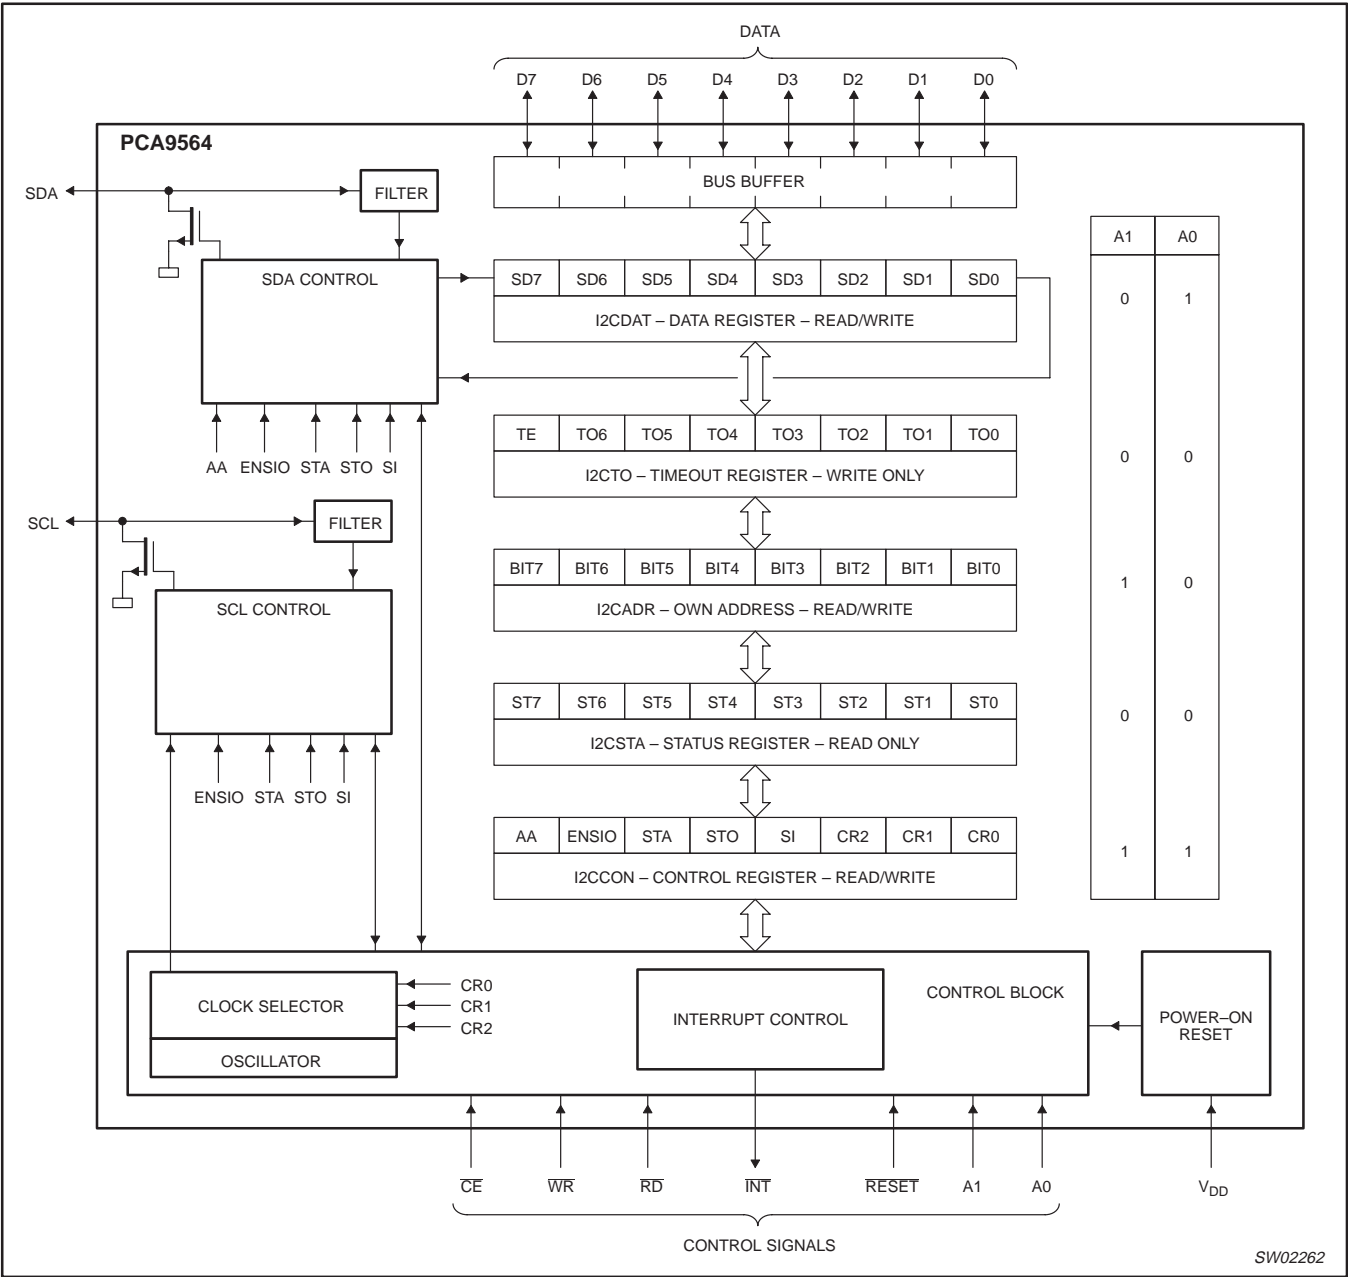 DATA
D7 D6 D5 D4 D3 D2 D1 D0
PCA9564
BUS BUFFER
SDA
FILTER
A1 A0
SDA CONTROL
SD7 SD6 SD5 SD4 SD3 SD2 SD1 SD0
I2CDAT – DATA REGISTER – READ/WRITE
0 1
AA ENSIO STA STO SI
TE TO6 TO5 TO4 TO3 TO2 TO1 TO0
I2CTO – TIMEOUT REGISTER – WRITE ONLY
0 0
SCL
FILTER
BIT7 BIT6 BIT5 BIT4 BIT3 BIT2 BIT1 BIT0
I2CADR – OWN ADDRESS – READ/WRITE
1 0
SCL CONTROL
ST7 ST6 ST5 ST4 ST3 ST2 ST1 ST0
I2CSTA – STATUS REGISTER – READ ONLY
0 0
ENSIO STA STO SI
AA ENSIO STA STO SI CR2 CR1 CR0
I2CCON – CONTROL REGISTER – READ/WRITE
1 1
CLOCK SELECTOR
OSCILLATOR
CR0
CR1
CR2
INTERRUPT CONTROL
CONTROL BLOCK
POWER–ON
RESET
CE WR RD INT RESET A1 A0
VDD
CONTROL SIGNALS
SW02262